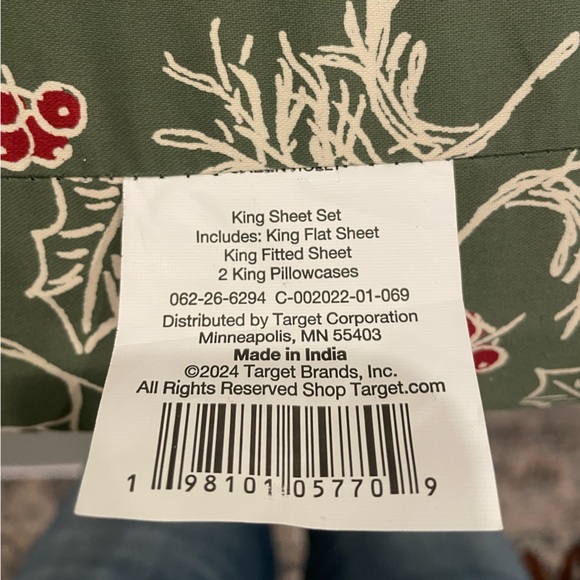 King Sheet Set
Includes: King Flat Sheet
King Fitted Sheet
2 King Pillowcases
062-26-6294 C-002022-01-069
Distributed by Target Corporation
Minneapolis, MN 55403
Made in India
©2024 Target Brands, Inc.
All Rights Reserved Shop Target.com
1 98101 05770 9